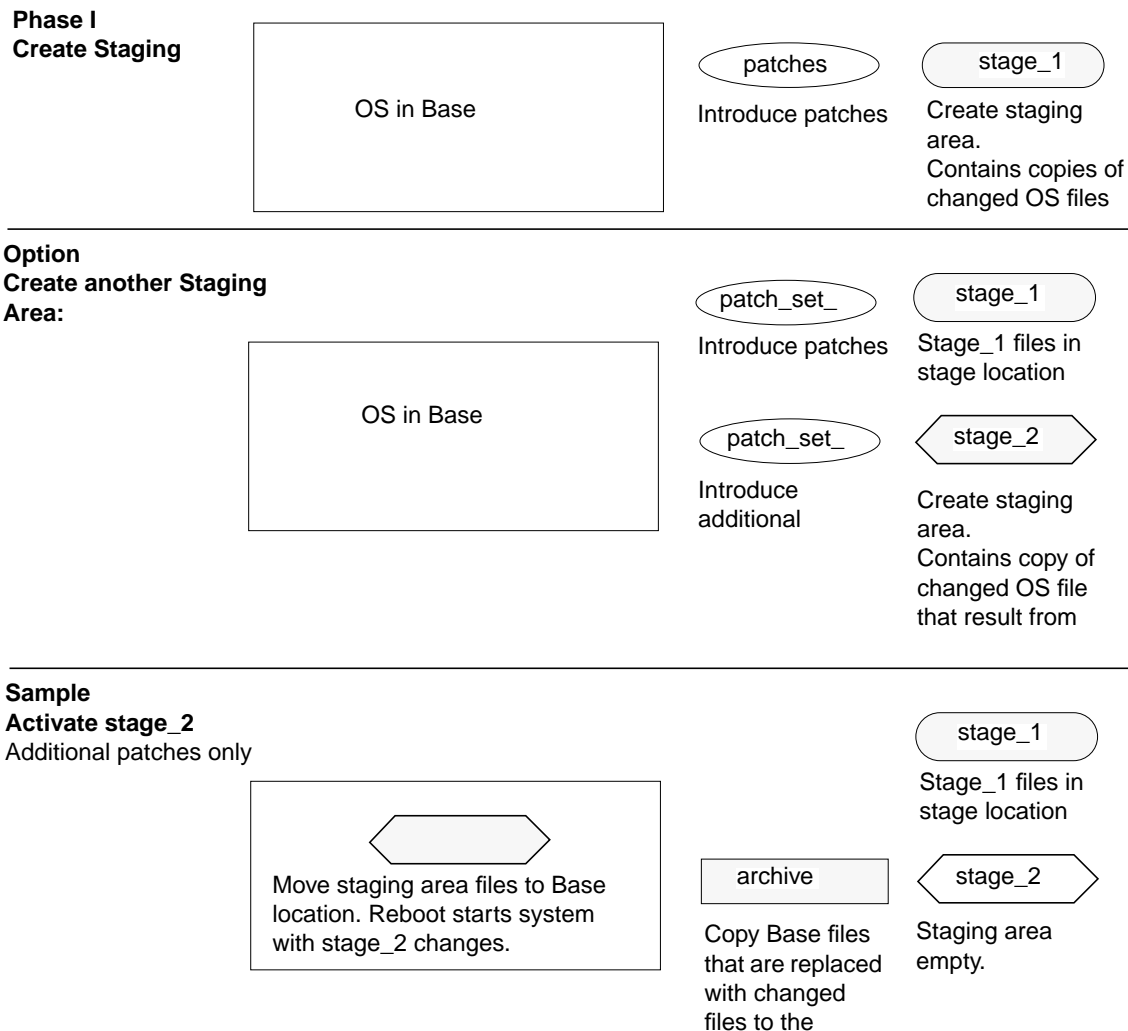 Phase I
Create Staging
OS in Base
patches
Introduce patches
stage_1
Create staging
area.
Contains copies of
changed OS files
Option
Create another Staging
Area:
OS in Base
patch_set_
Introduce patches
stage_1
Stage_1 files in
stage location
patch_set_
Introduce
additional
stage_2
Create staging
area.
Contains copy of
changed OS file
that result from
Sample
Activate stage_2
Additional patches only
stage_1
Stage_1 files in
stage location
Move staging area files to Base
location. Reboot starts system
with stage_2 changes.
archive
Copy Base files
that are replaced
with changed
files to the
stage_2
Staging area
empty.